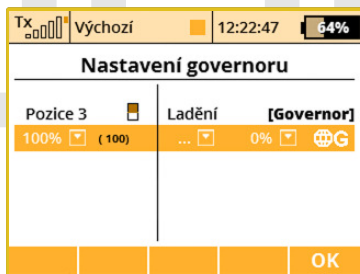 Tx Výchozí 12:22:47 64%
Nastavení governoru
Pozice 3 Ladění [Governor]
100% (100) ... 0% G
OK